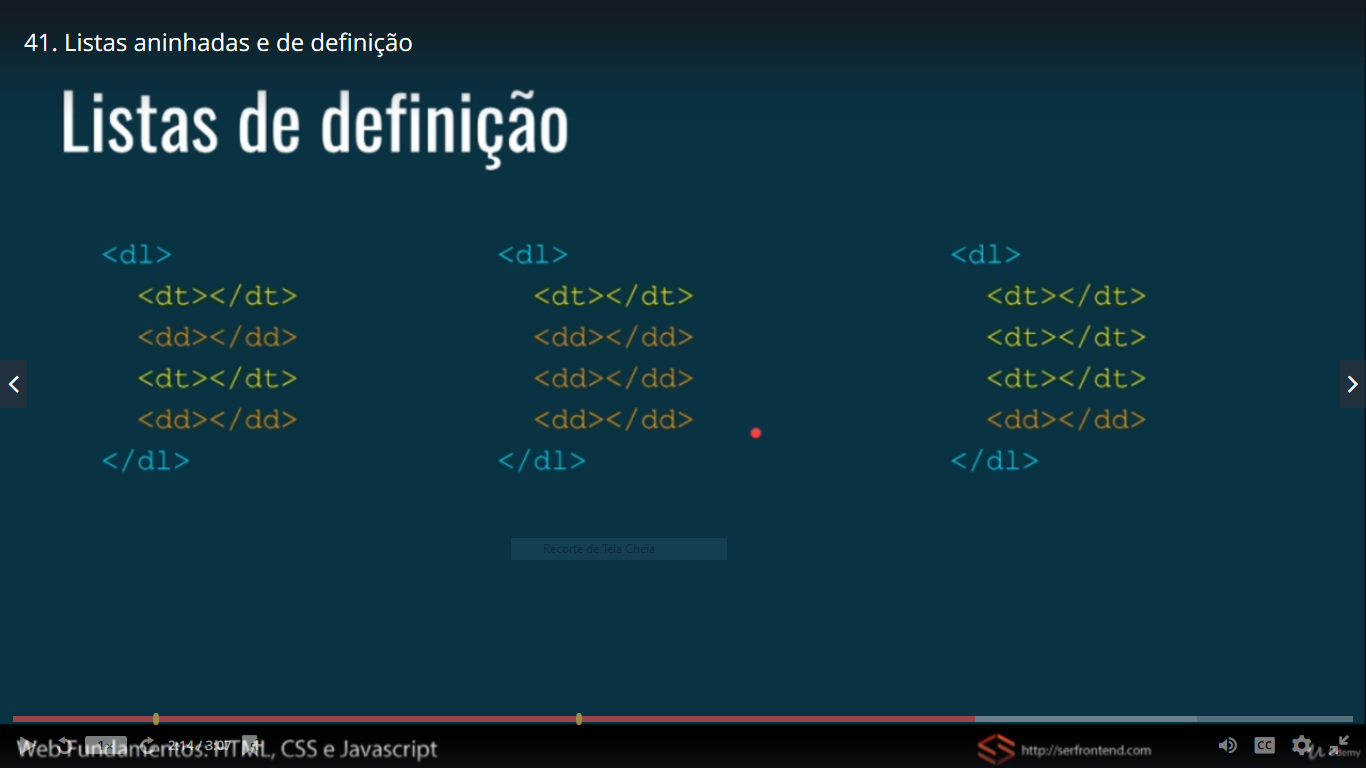 41. Listas aninhadas e de definição
Listas de definição
<dl>
<dt></dt>
<dd></dd>
<dt></dt>
<dd></dd>
</dl>
<dl>
<dt></dt>
<dd></dd>
<dd></dd>
<dd></dd>
</dl>
<dl>
<dt></dt>
<dt></dt>
<dt></dt>
<dd></dd>
</dl>
Recorte de Tela Cheia
Web Fundamentos: HTML, CSS e Javascript
1x
2:14 / 3:07
http://serfrontend.com
CC
Udemy